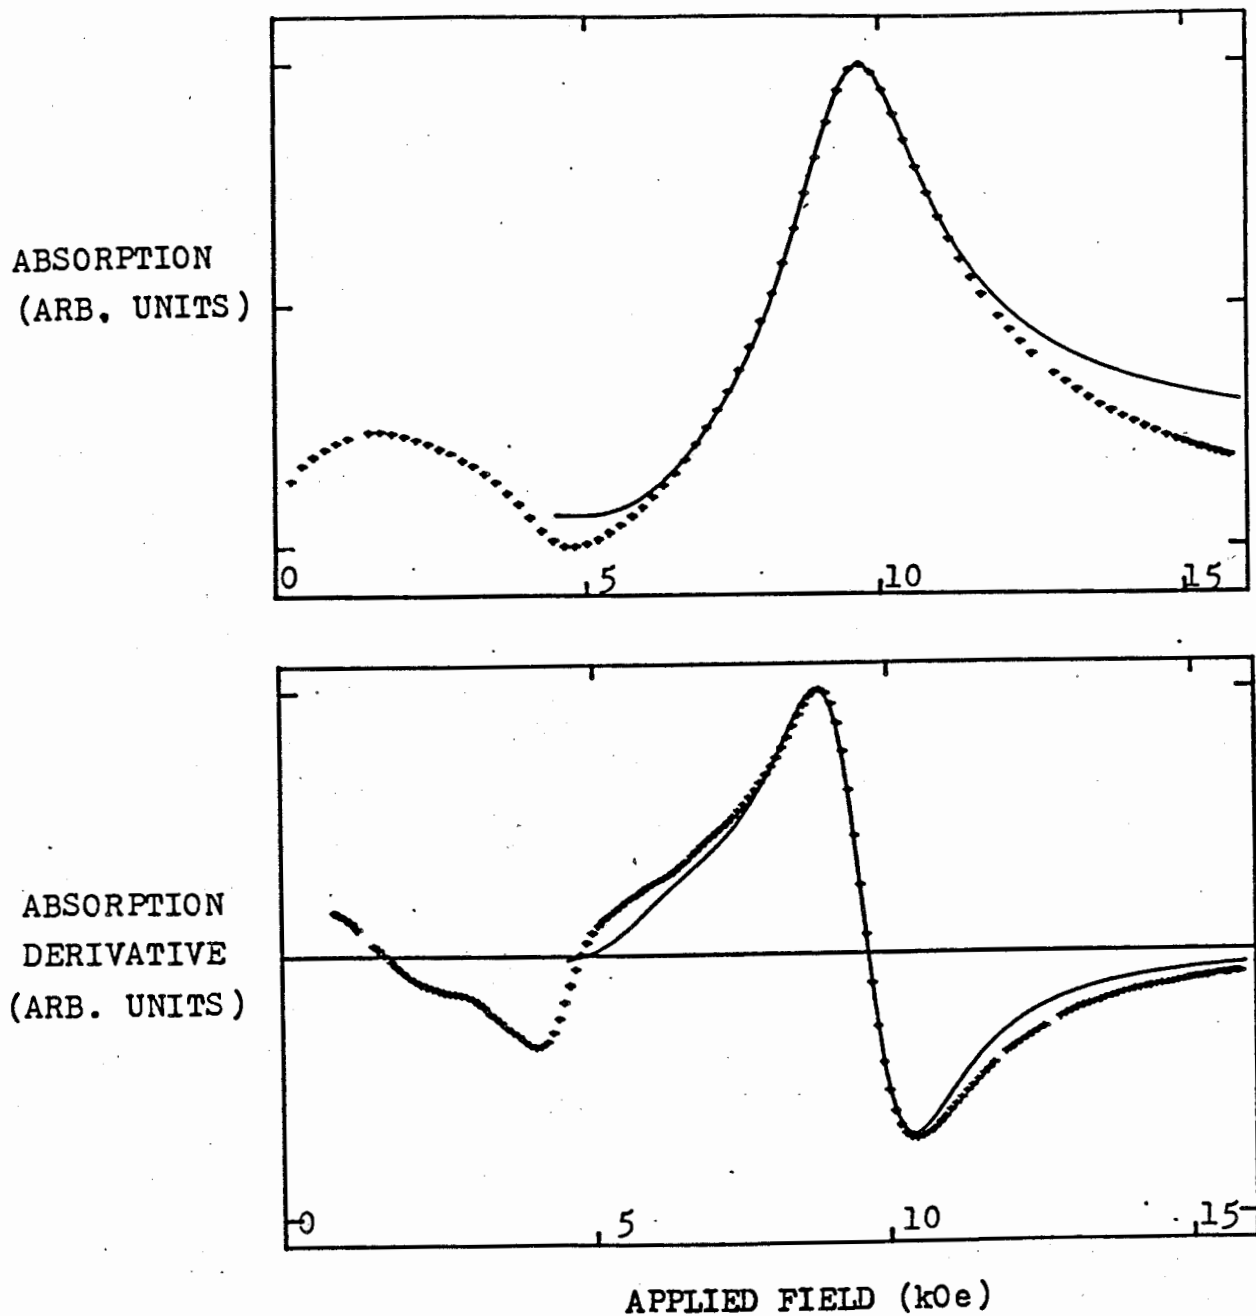 ABSORPTION
(ARB. UNITS)
0 5 10 15
ABSORPTION
DERIVATIVE
(ARB. UNITS)
0 5 10 15
APPLIED FIELD (kOe)